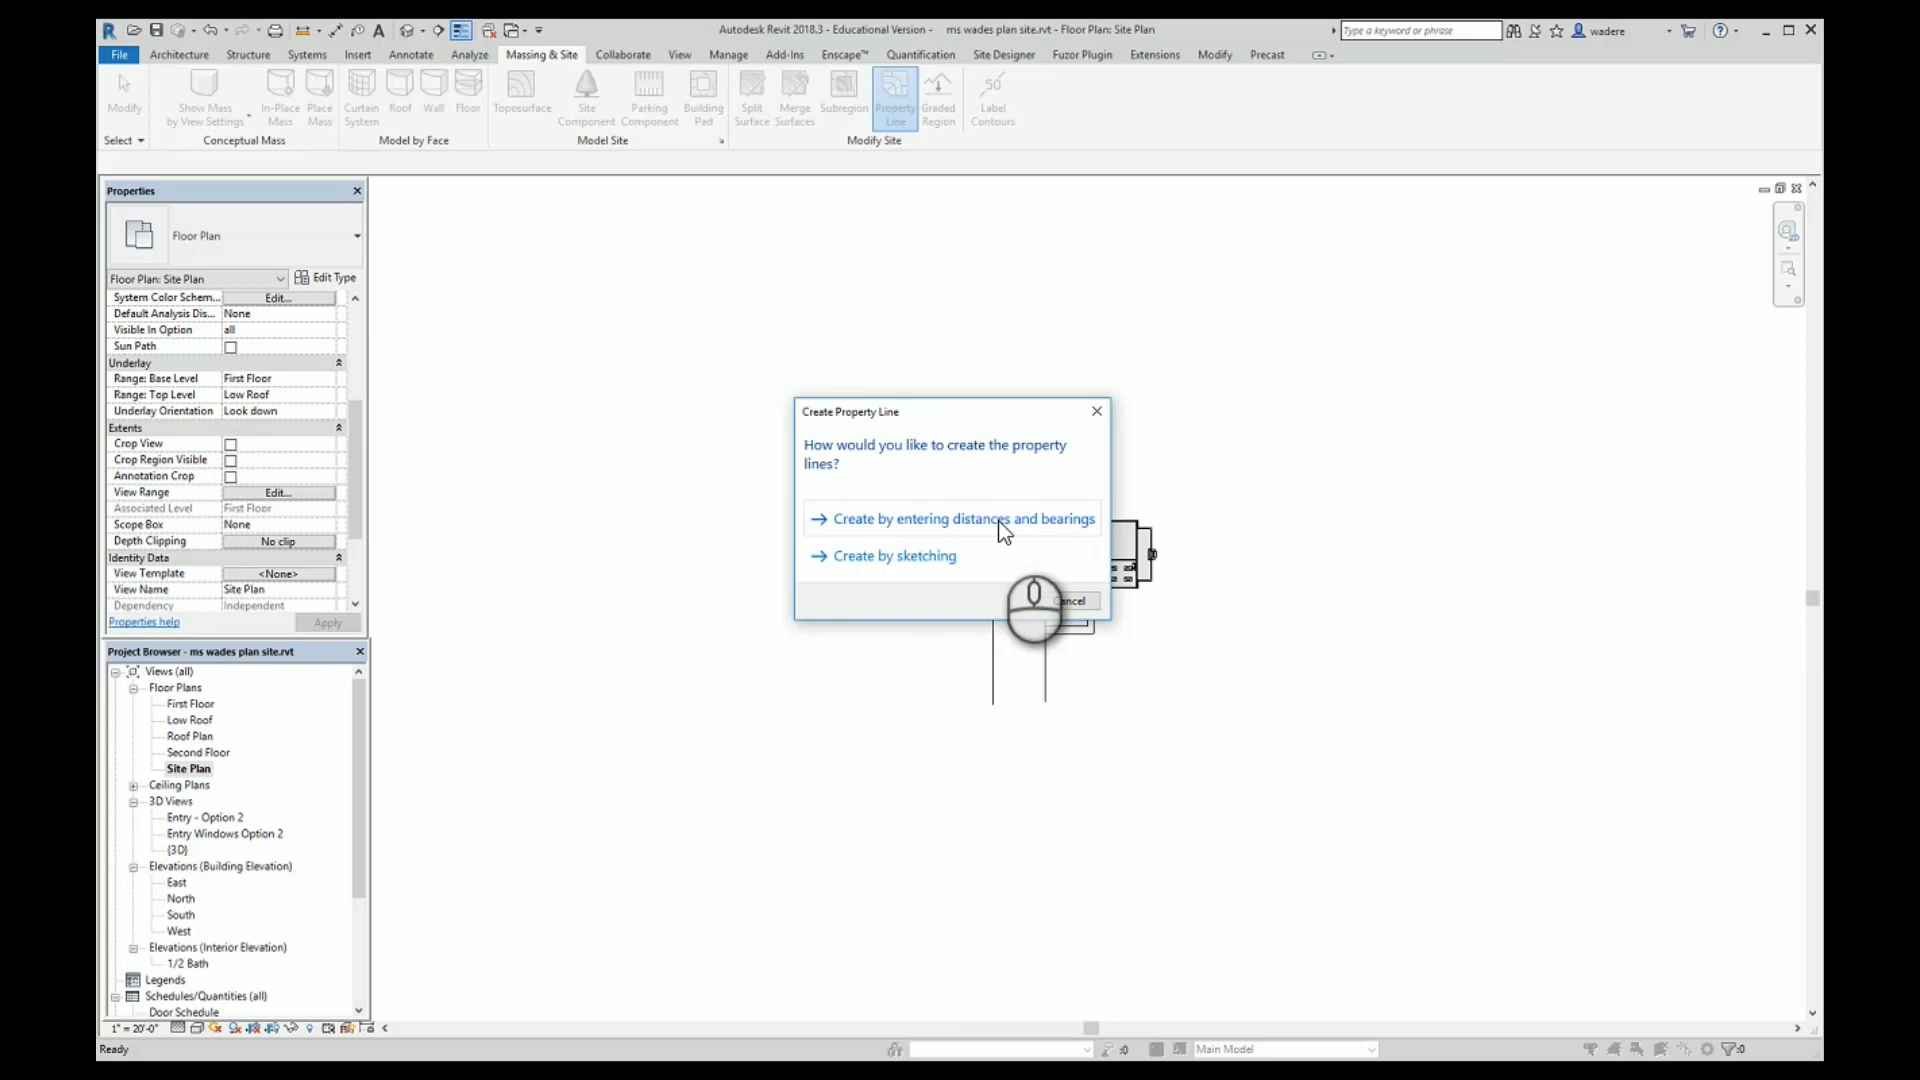 Autodesk Revit 2018.3 - Educational Version - ms wades plan site.rvt - Floor Plan: Site Plan
Type a keyword or phrase
wadere
File Architecture Structure Systems Insert Annotate Analyze Massing & Site Collaborate View Manage Add-Ins Enscape™ Quantification Site Designer Fuzor Plugin Extensions Modify Precast
Modify
Show Mass by View Settings
In-Place Mass
Place Mass
Curtain System
Roof
Wall
Floor
Toposurface
Site Component
Parking Component
Building Pad
Split Surface
Merge Surfaces
Subregion
Property Line
Graded Region
50
Label Contours
Select
Conceptual Mass
Model by Face
Model Site
Modify Site
Properties
Floor Plan
Floor Plan: Site Plan
Edit Type
System Color Schem... Edit...
Default Analysis Dis... None
Visible In Option all
Sun Path
Underlay
Range: Base Level First Floor
Range: Top Level Low Roof
Underlay Orientation Look down
Extents
Crop View
Crop Region Visible
Annotation Crop
View Range Edit...
Associated Level First Floor
Scope Box None
Depth Clipping No clip
Identity Data
View Template <None>
View Name Site Plan
Dependency Independent
Properties help
Apply
Create Property Line
How would you like to create the property
lines?
Create by entering distances and bearings
Create by sketching
ancel
2D
Project Browser - ms wades plan site.rvt
Views (all)
Floor Plans
First Floor
Low Roof
Roof Plan
Second Floor
Site Plan
Ceiling Plans
3D Views
Entry - Option 2
Entry Windows Option 2
{3D}
Elevations (Building Elevation)
East
North
South
West
Elevations (Interior Elevation)
1/2 Bath
Legends
Schedules/Quantities (all)
Door Schedule
1" = 20'-0"
Ready
:0
Main Model
:0